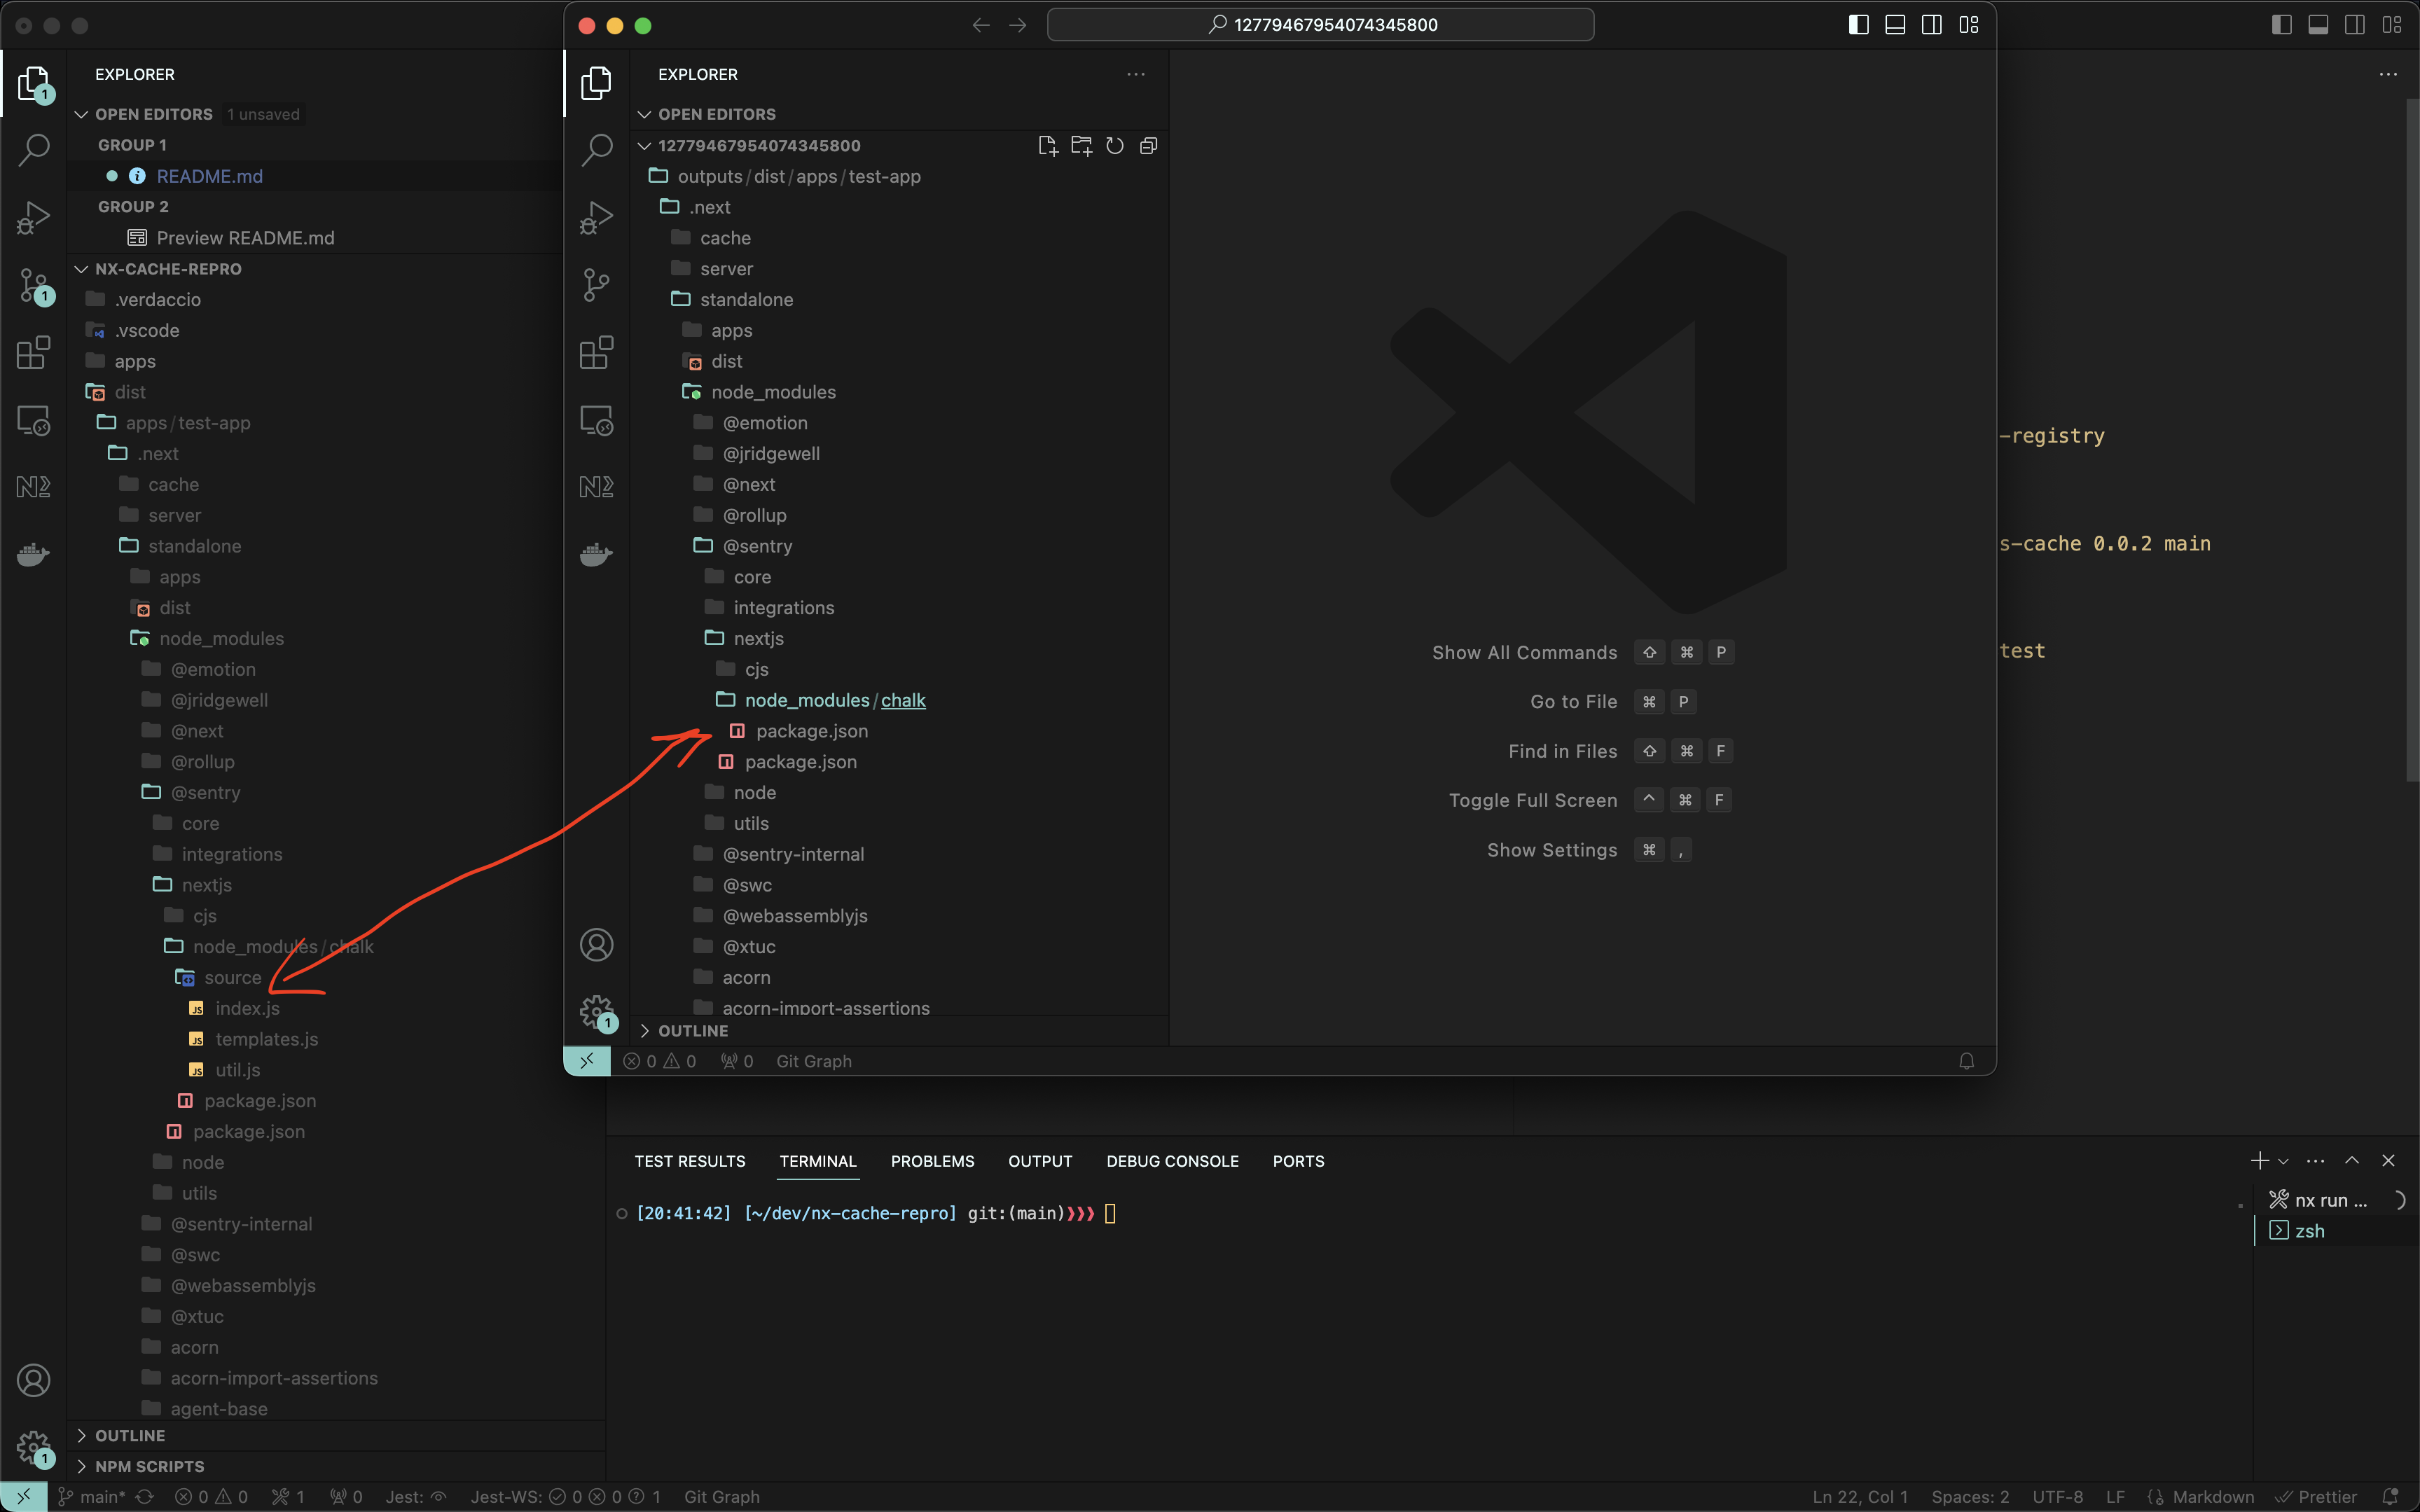 EXPLORER
OPEN EDITORS 1 unsaved
GROUP 1
README.md
GROUP 2
Preview README.md
NX-CACHE-REPRO
.verdaccio
.vscode
apps
dist
apps/test-app
.next
cache
server
standalone
apps
dist
node_modules
@emotion
@jridgewell
@next
@rollup
@sentry
core
integrations
nextjs
cjs
node_modules/chalk
source
index.js
templates.js
util.js
package.json
package.json
node
utils
@sentry-internal
@swc
@webassemblyjs
@xtuc
acorn
acorn-import-assertions
agent-base
OUTLINE
NPM SCRIPTS
1
1
1
12779467954074345800
EXPLORER
OPEN EDITORS
12779467954074345800
outputs/dist/apps/test-app
.next
cache
server
standalone
apps
dist
node_modules
@emotion
@jridgewell
@next
@rollup
@sentry
core
integrations
nextjs
cjs
node_modules/chalk
package.json
package.json
node
utils
@sentry-internal
@swc
@webassemblyjs
@xtuc
acorn
acorn-import-assertions
OUTLINE
1
0 0 0 Git Graph
Show All Commands ⇧ ⌘ P
Go to File ⌘ P
Find in Files ⇧ ⌘ F
Toggle Full Screen ^ ⌘ F
Show Settings ⌘ ,
-registry
s-cache 0.0.2 main
test
TEST RESULTS TERMINAL PROBLEMS OUTPUT DEBUG CONSOLE PORTS
[20:41:42] [~/dev/nx-cache-repro] git:(main)❯❯❯
nx run ...
zsh
main* 0 0 1 0 Jest: Jest-WS: 0 0 1 Git Graph
Ln 22, Col 1 Spaces: 2 UTF-8 LF Markdown Prettier